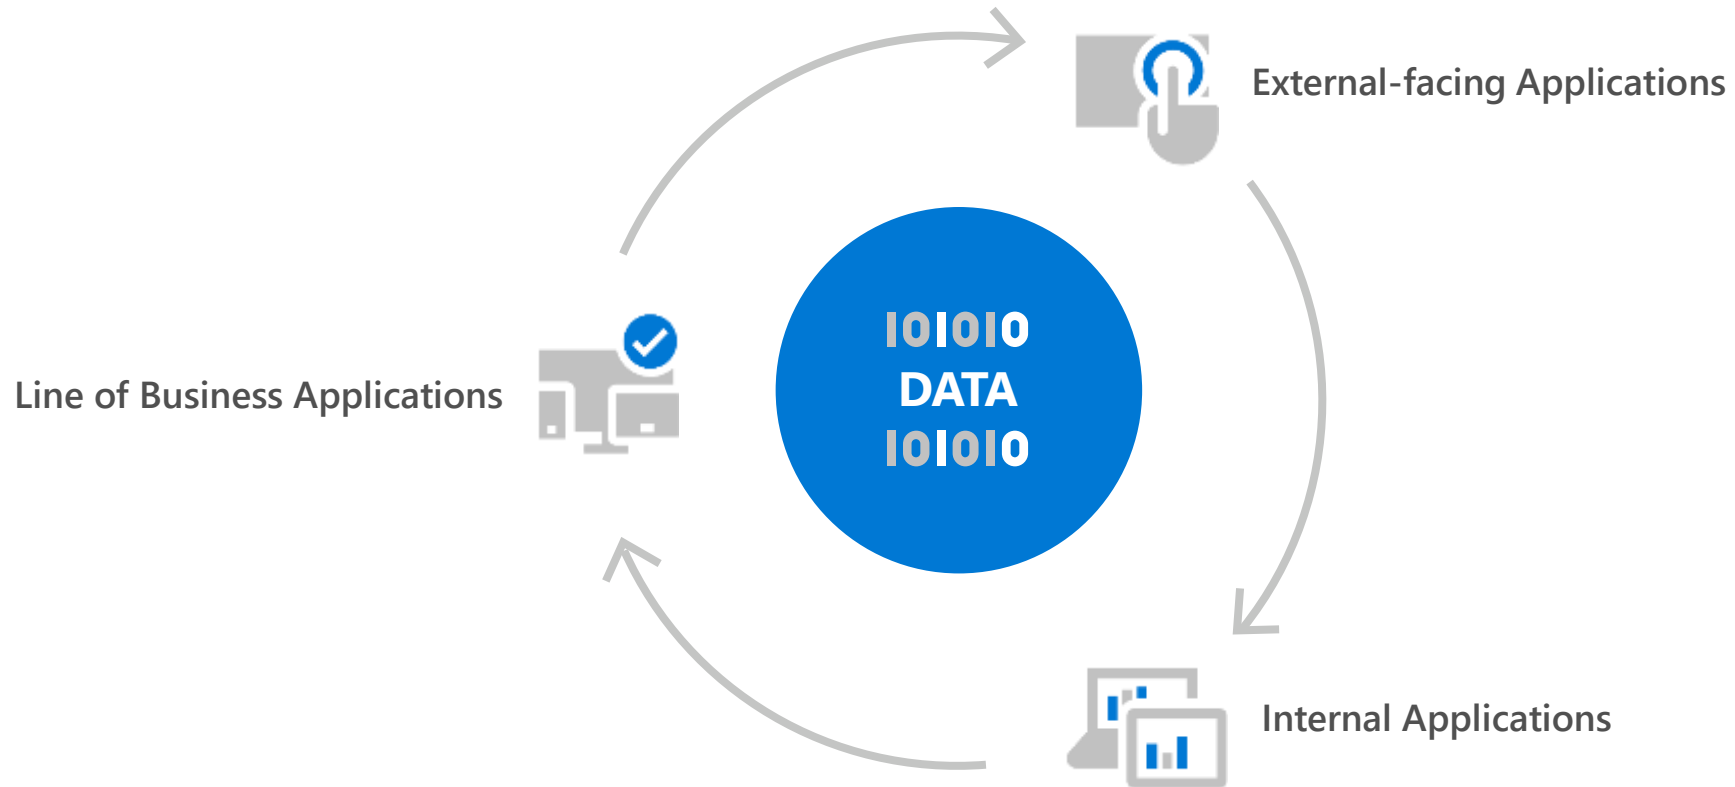 External-facing Applications
101010
DATA
101010
Line of Business Applications
Internal Applications